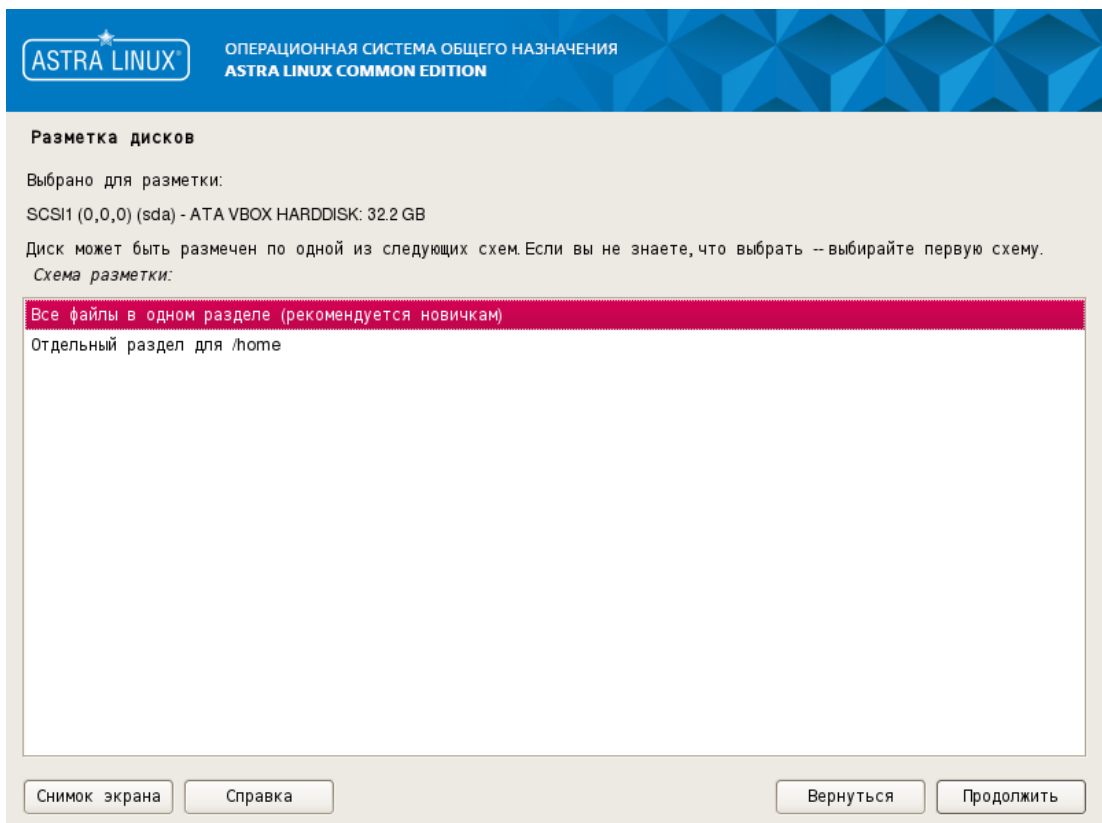 ASTRA LINUX®
ОПЕРАЦИОННАЯ СИСТЕМА ОБЩЕГО НАЗНАЧЕНИЯ
ASTRA LINUX COMMON EDITION
Разметка дисков
Выбрано для разметки:
SCSI1 (0,0,0) (sda) - ATA VBOX HARDDISK: 32.2 GB
Диск может быть размечен по одной из следующих схем. Если вы не знаете, что выбрать -- выбирайте первую схему.
Схема разметки:
Все файлы в одном разделе (рекомендуется новичкам)
Отдельный раздел для /home
Снимок экрана
Справка
Вернуться
Продолжить